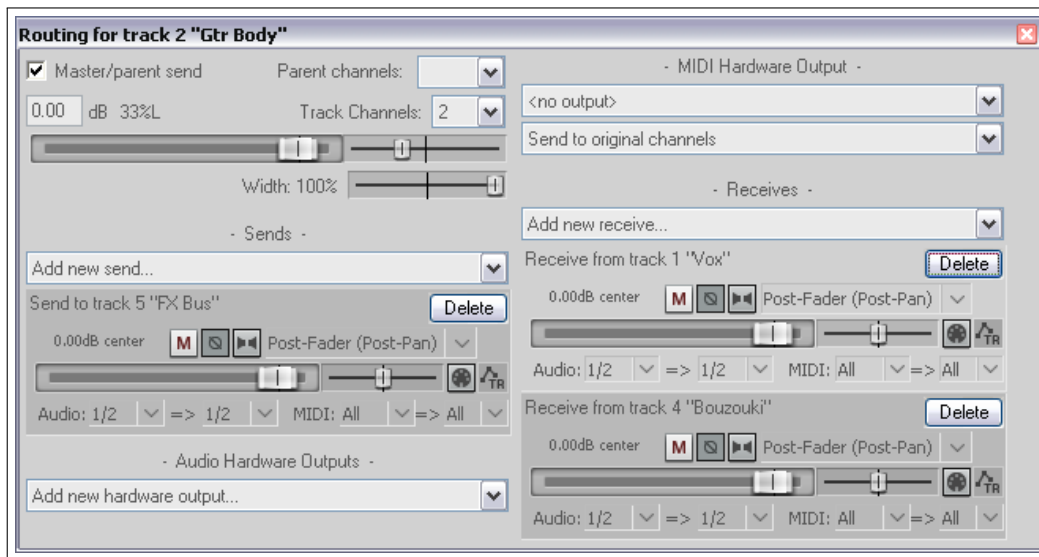 Routing for track 2 "Gtr Body"
Master/parent send Parent channels:
0.00 dB 33%L Track Channels: 2
Width: 100%
- Sends -
Add new send...
Send to track 5 "FX Bus" Delete
0.00dB center M Post-Fader (Post-Pan)
TR
Audio: 1/2 => 1/2 MIDI: All => All
- Audio Hardware Outputs -
Add new hardware output...
- MIDI Hardware Output -
<no output>
Send to original channels
- Receives -
Add new receive...
Receive from track 1 "Vox" Delete
0.00dB center M Post-Fader (Post-Pan)
TR
Audio: 1/2 => 1/2 MIDI: All => All
Receive from track 4 "Bouzouki" Delete
0.00dB center M Post-Fader (Post-Pan)
TR
Audio: 1/2 => 1/2 MIDI: All => All